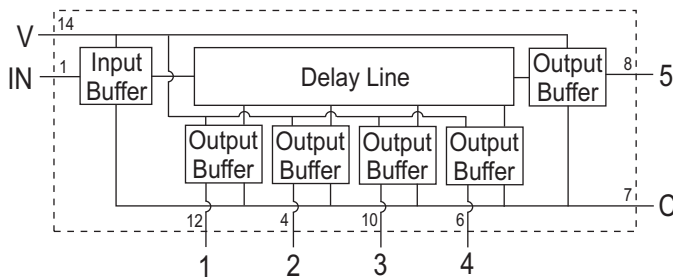 V 14
IN 1
Input
Buffer
Delay Line
Output
Buffer
8 5
Output
Buffer
Output
Buffer
Output
Buffer
Output
Buffer
7 C
12 4 10 6
1 2 3 4